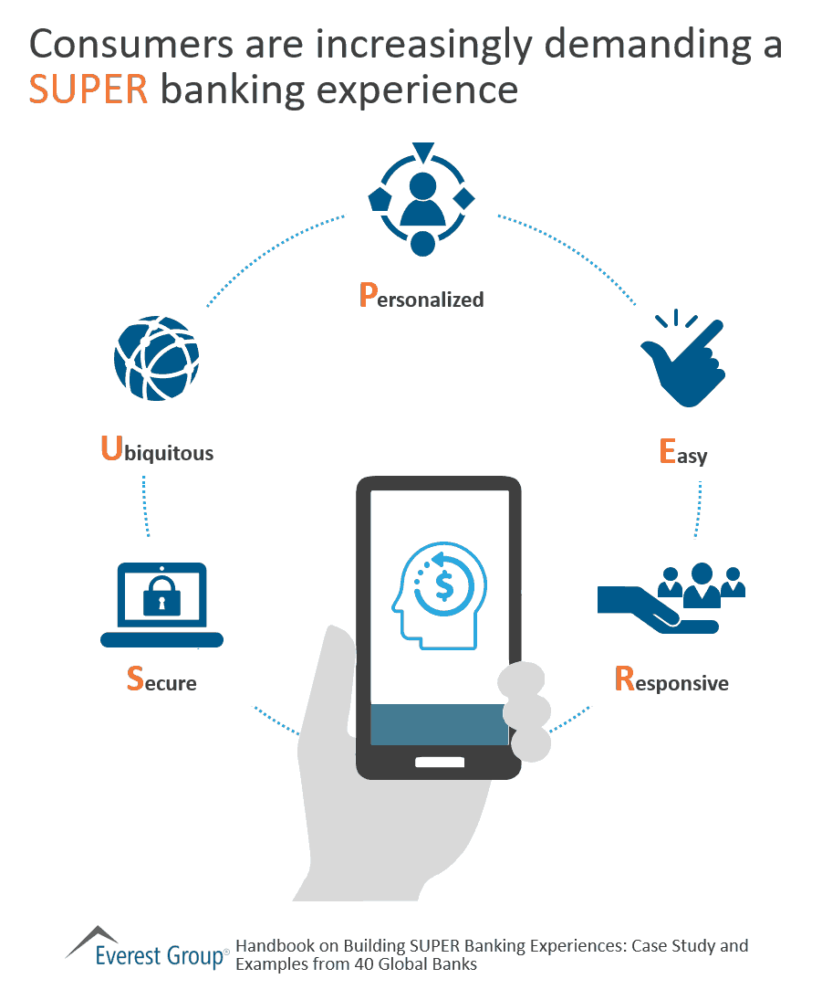 Consumers are increasingly demanding a
SUPER banking experience
Personalized
Ubiquitous
Easy
$
Secure
Responsive
Everest Group®
Handbook on Building SUPER Banking Experiences: Case Study and
Examples from 40 Global Banks